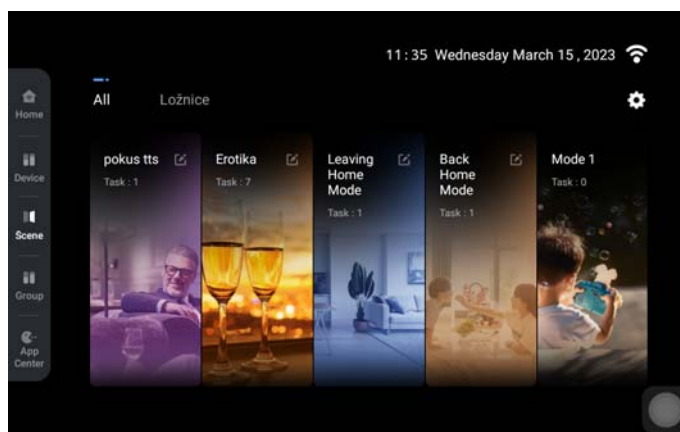 11:35 Wednesday March 15, 2023
Home
Device
Scene
Group
App
Center
All
Ložnice
pokus tts
Task : 1
Erotika
Task : 7
Leaving
Home
Mode
Task : 1
Back
Home
Mode
Task : 1
Mode 1
Task : 0